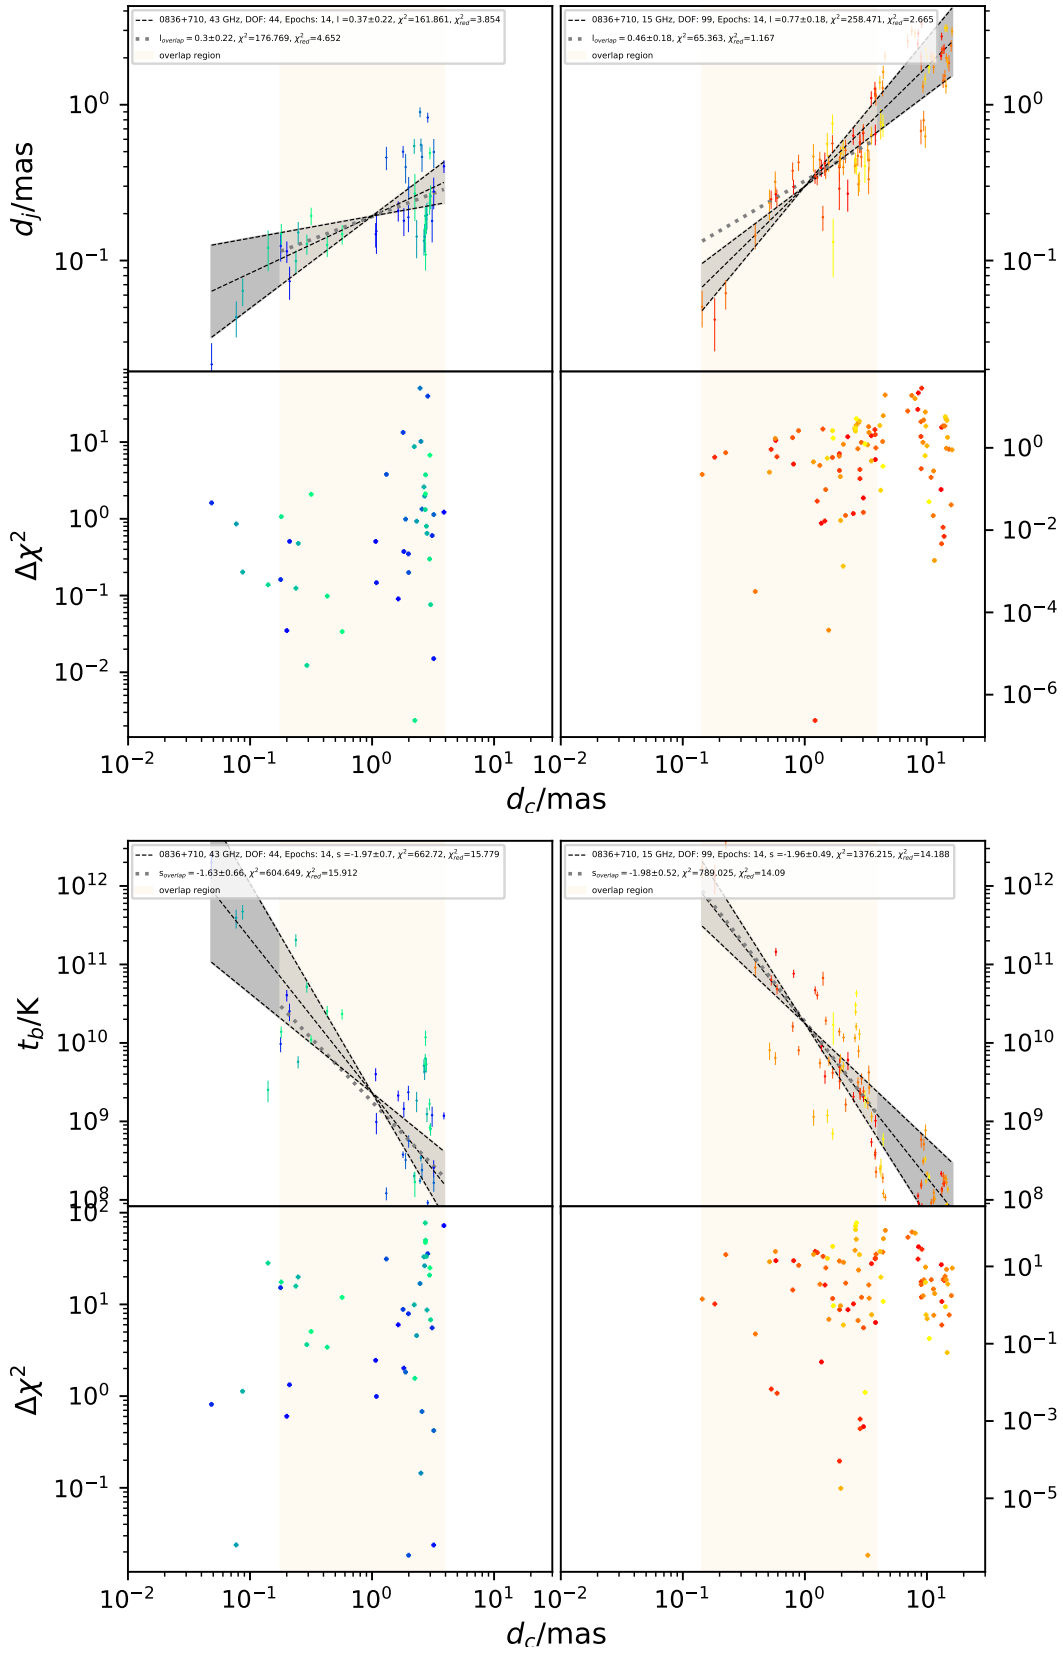 0836+710, 43 GHz, DOF: 44, Epochs: 14, l =0.37±0.22, χ²=161.861, χ²red=3.854
l_overlap = 0.3±0.22, χ²=176.769, χ²red=4.652
overlap region
0836+710, 15 GHz, DOF: 99, Epochs: 14, l =0.77±0.18, χ²=258.471, χ²red=2.665
l_overlap = 0.46±0.18, χ²=65.363, χ²red=1.167
overlap region
d_j/mas
10⁰
10⁻¹
10⁰
10⁻¹
Δχ²
10¹
10⁰
10⁻¹
10⁻²
10⁰
10⁻²
10⁻⁴
10⁻⁶
10⁻² 10⁻¹ 10⁰ 10¹ 10⁻² 10⁻¹ 10⁰ 10¹
d_c/mas
0836+710, 43 GHz, DOF: 44, Epochs: 14, s =-1.97±0.7, χ²=662.72, χ²red=15.779
s_overlap = -1.63±0.66, χ²=604.649, χ²red=15.912
overlap region
0836+710, 15 GHz, DOF: 99, Epochs: 14, s =-1.96±0.49, χ²=1376.215, χ²red=14.188
s_overlap = -1.98±0.52, χ²=789.025, χ²red=14.09
overlap region
t_b/K
10¹²
10¹¹
10¹⁰
10⁹
10⁸
10¹²
10¹¹
10¹⁰
10⁹
10⁸
Δχ²
10²
10¹
10⁰
10⁻¹
10¹
10⁻¹
10⁻³
10⁻⁵
10⁻² 10⁻¹ 10⁰ 10¹ 10⁻² 10⁻¹ 10⁰ 10¹
d_c/mas